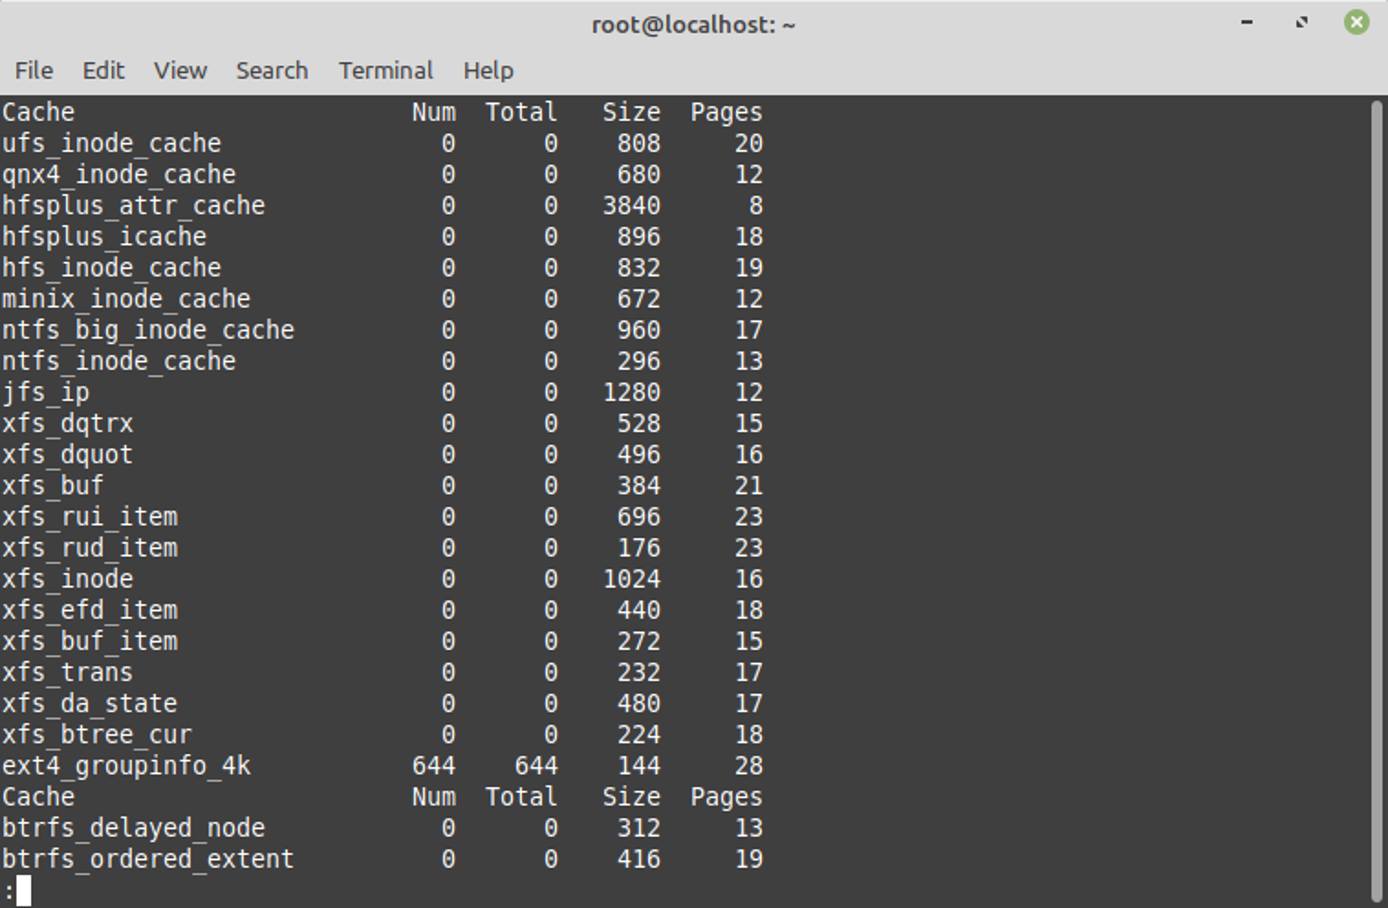 root@localhost: ~
File Edit View Search Terminal Help
Cache Num Total Size Pages
ufs_inode_cache 0 0 808 20
qnx4_inode_cache 0 0 680 12
hfsplus_attr_cache 0 0 3840 8
hfsplus_icache 0 0 896 18
hfs_inode_cache 0 0 832 19
minix_inode_cache 0 0 672 12
ntfs_big_inode_cache 0 0 960 17
ntfs_inode_cache 0 0 296 13
jfs_ip 0 0 1280 12
xfs_dqtrx 0 0 528 15
xfs_dquot 0 0 496 16
xfs_buf 0 0 384 21
xfs_rui_item 0 0 696 23
xfs_rud_item 0 0 176 23
xfs_inode 0 0 1024 16
xfs_efd_item 0 0 440 18
xfs_buf_item 0 0 272 15
xfs_trans 0 0 232 17
xfs_da_state 0 0 480 17
xfs_btree_cur 0 0 224 18
ext4_groupinfo_4k 644 644 144 28
Cache Num Total Size Pages
btrfs_delayed_node 0 0 312 13
btrfs_ordered_extent 0 0 416 19
: